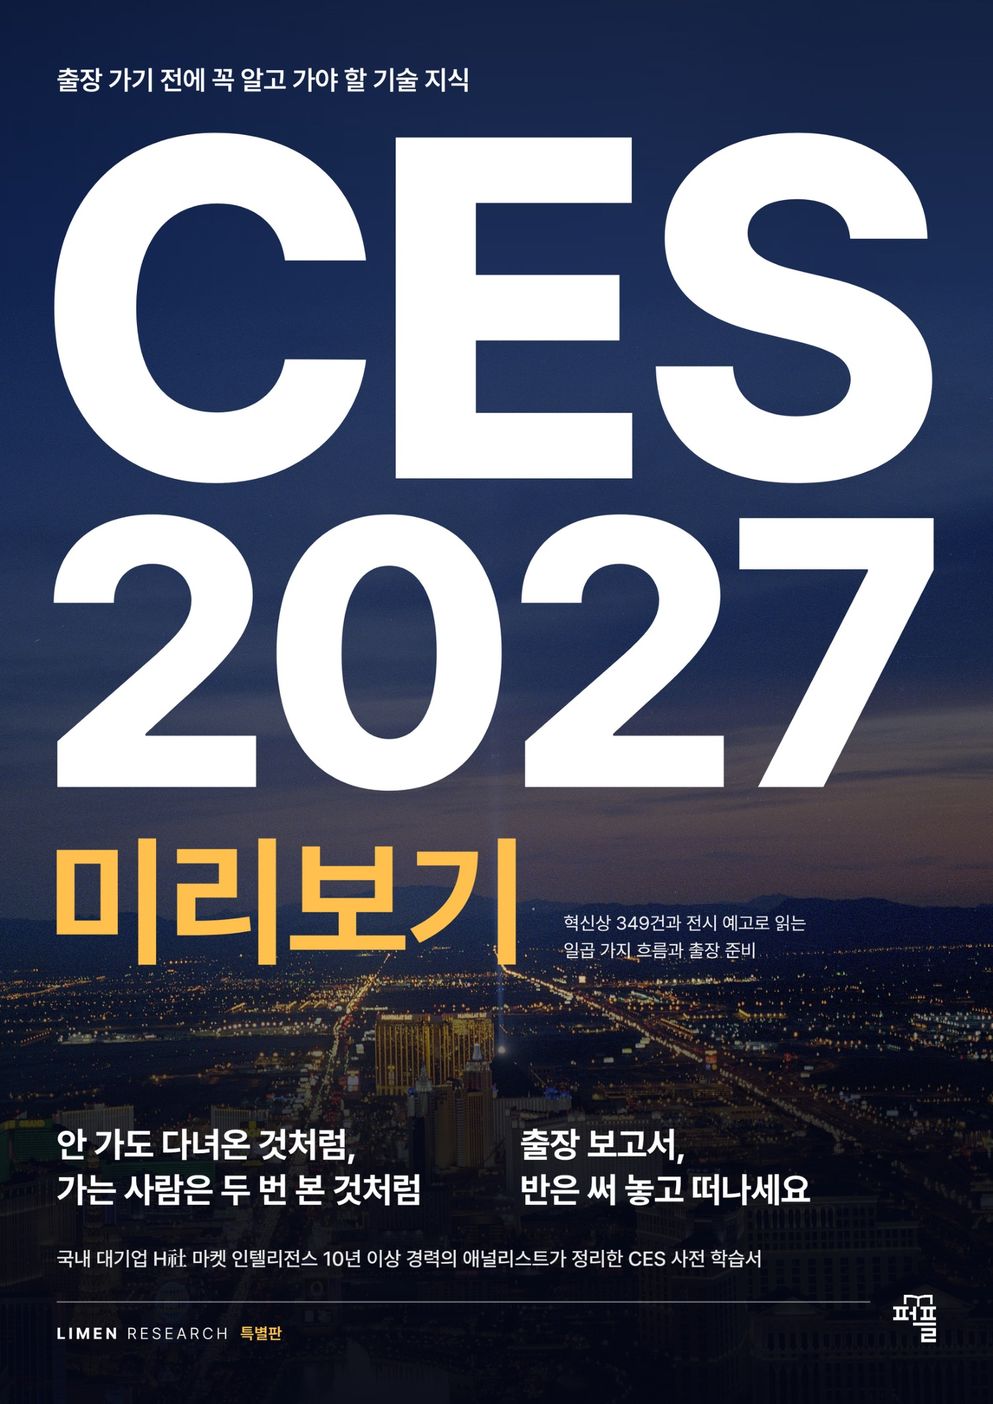 출장 가기 전에 꼭 알고 가야 할 기술 지식
CES
2027
미리보기
혁신상 349건과 전시 예고로 읽는
일곱 가지 흐름과 출장 준비
안 가도 다녀온 것처럼,
가는 사람은 두 번 본 것처럼
출장 보고서,
반은 써 놓고 떠나세요
국내 대기업 H社 마켓 인텔리전스 10년 이상 경력의 애널리스트가 정리한 CES 사전 학습서
LIMEN RESEARCH 특별판
퍼플